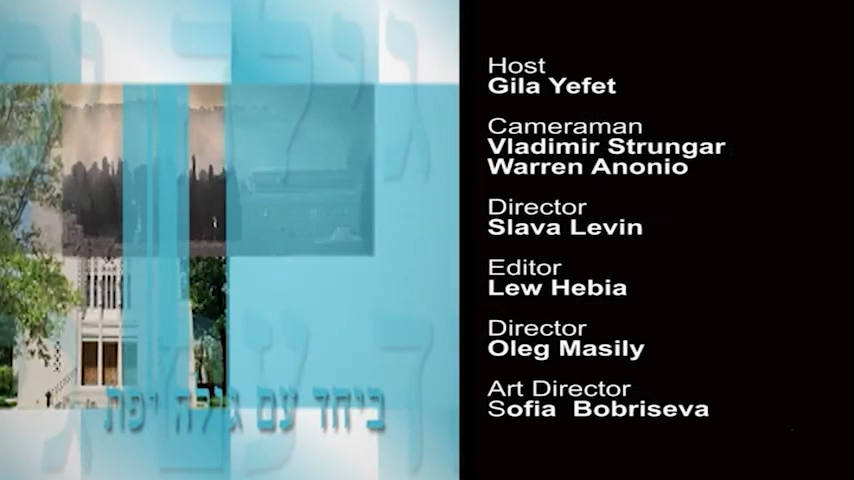 ביחד עם גילה יפת
Host
Gila Yefet
Cameraman
Vladimir Strungar
Warren Anonio
Director
Slava Levin
Editor
Lew Hebia
Director
Oleg Masily
Art Director
Sofia Bobriseva